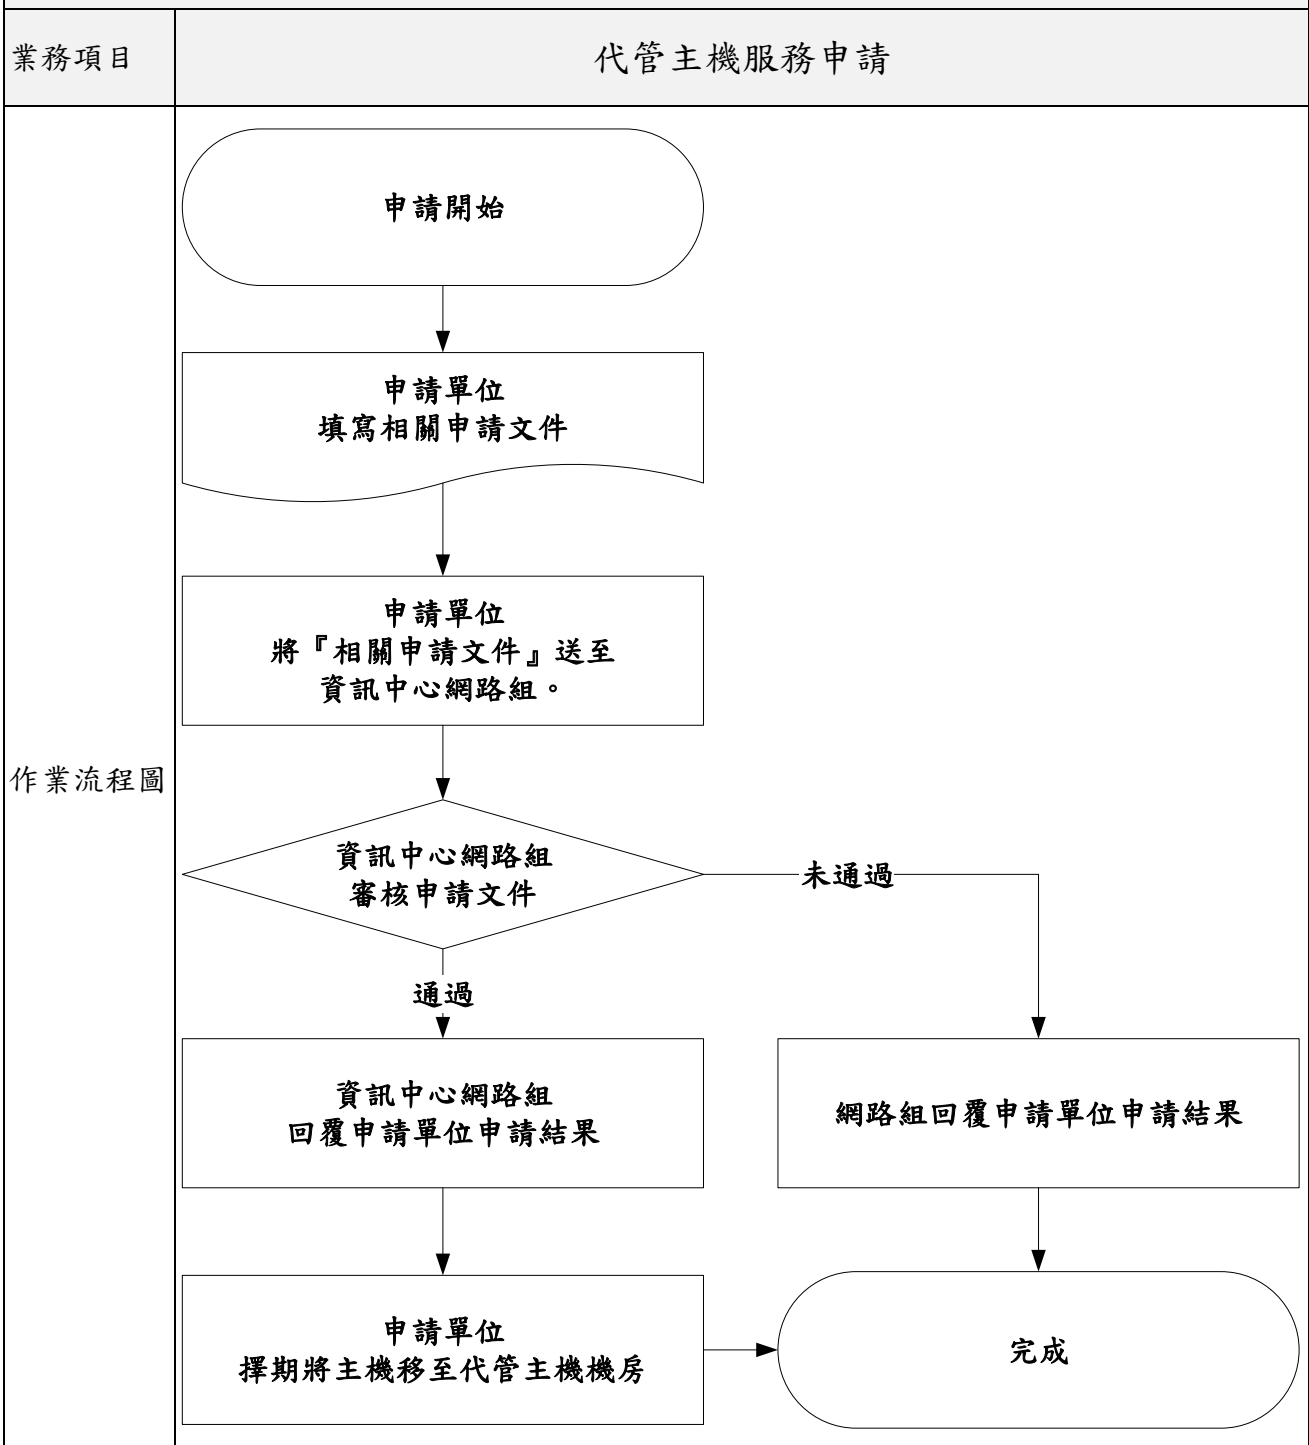 業務項目
代管主機服務申請
作業流程圖
申請開始
申請單位
填寫相關申請文件
申請單位
將『相關申請文件』送至
資訊中心網路組。
資訊中心網路組
審核申請文件
未通過
通過
資訊中心網路組
回覆申請單位申請結果
網路組回覆申請單位申請結果
申請單位
擇期將主機移至代管主機機房
完成